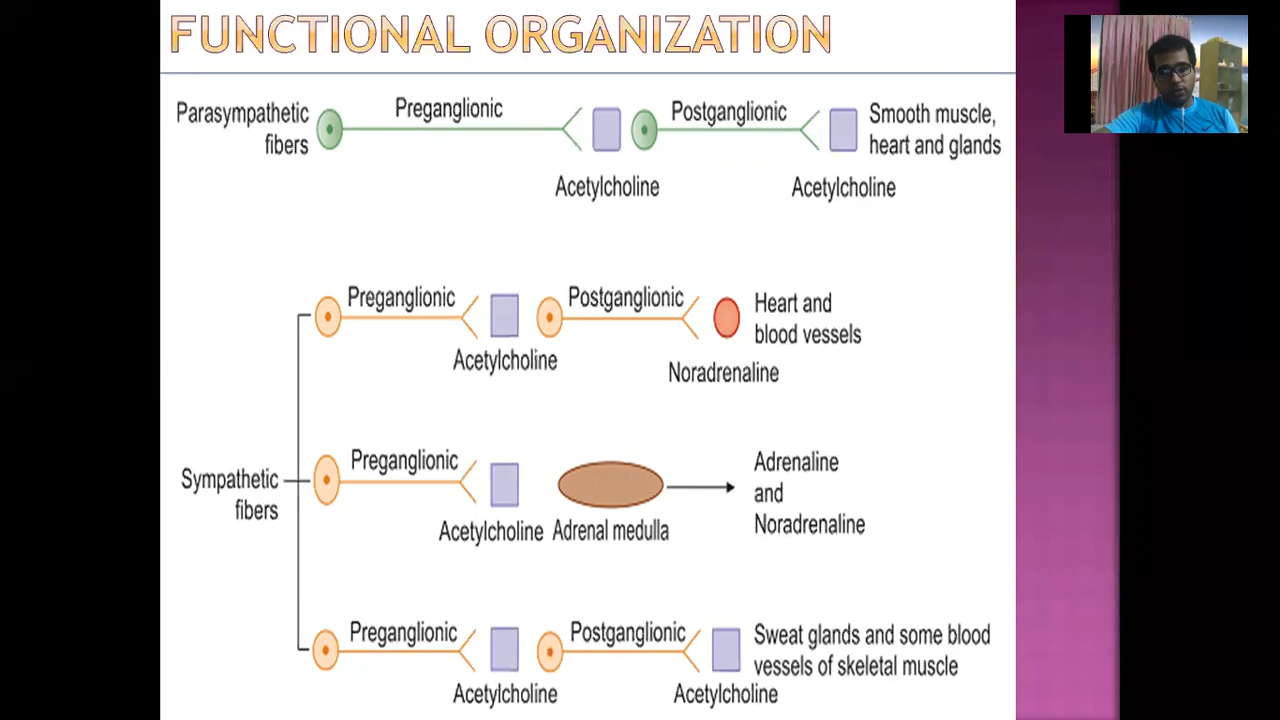 FUNCTIONAL ORGANIZATION
Parasympathetic
fibers
Preganglionic
Acetylcholine
Postganglionic
Acetylcholine
Smooth muscle,
heart and glands
Sympathetic
fibers
Preganglionic
Acetylcholine
Postganglionic
Noradrenaline
Heart and
blood vessels
Preganglionic
Acetylcholine
Adrenal medulla
Adrenaline
and
Noradrenaline
Preganglionic
Acetylcholine
Postganglionic
Acetylcholine
Sweat glands and some blood
vessels of skeletal muscle